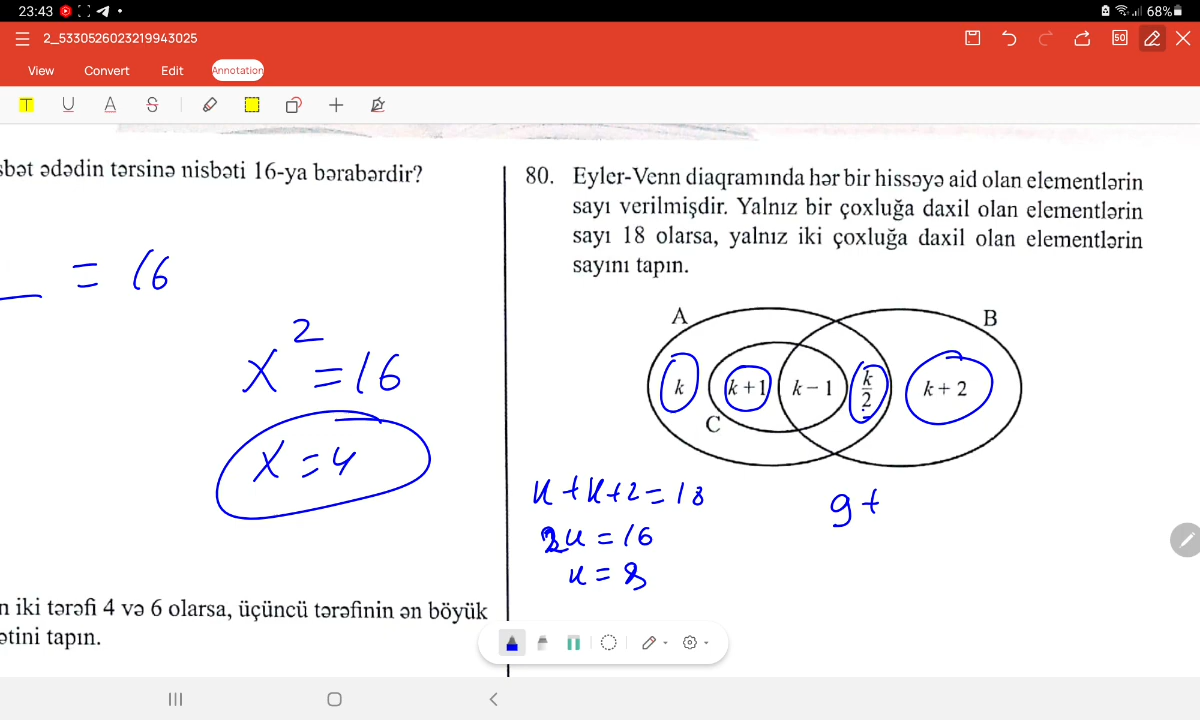 23:43
68%
2_5330526023219943025
50
View Convert Edit Annotation
T U A S
sbət ədədin tərsinə nisbəti 16-ya bərabərdir?
= 16
x² = 16
x = 4
n iki tərəfi 4 və 6 olarsa, üçüncü tərəfinin ən böyük
ətini tapın.
80. Eyler-Venn diaqramında hər bir hissəyə aid olan elementlərin
sayı verilmişdir. Yalnız bir çoxluğa daxil olan elementlərin
sayı 18 olarsa, yalnız iki çoxluğa daxil olan elementlərin
sayını tapın.
A B
k k + 1 k − 1 k/2 k + 2
C
k + k + 2 = 18
2k = 16
k = 8
9 +